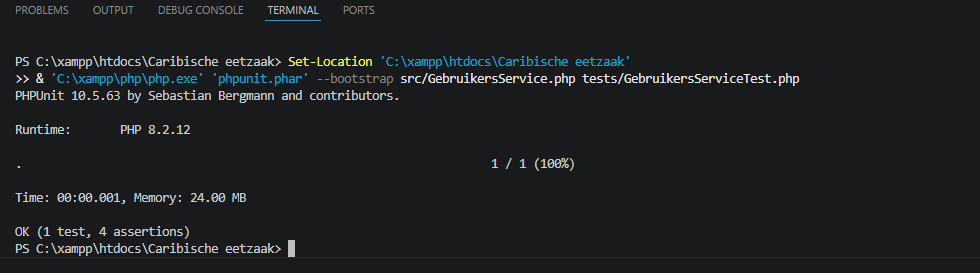 PROBLEMS OUTPUT DEBUG CONSOLE TERMINAL PORTS
PS C:\xampp\htdocs\Caribische eetzaak> Set-Location 'C:\xampp\htdocs\Caribische eetzaak'
>> & 'C:\xampp\php\php.exe' 'phpunit.phar' --bootstrap src/GebruikersService.php tests/GebruikersServiceTest.php
PHPUnit 10.5.63 by Sebastian Bergmann and contributors.
Runtime: PHP 8.2.12
. 1 / 1 (100%)
Time: 00:00.001, Memory: 24.00 MB
OK (1 test, 4 assertions)
PS C:\xampp\htdocs\Caribische eetzaak>